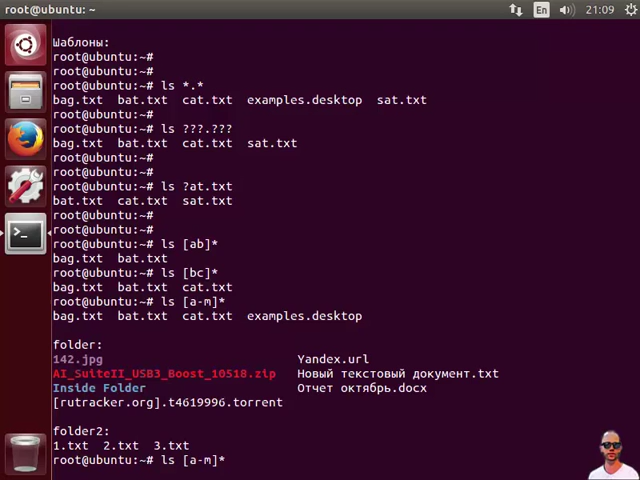 root@ubuntu: ~
En
21:09
Шаблоны:
root@ubuntu:~#
root@ubuntu:~#
root@ubuntu:~# ls *.*
bag.txt bat.txt cat.txt examples.desktop sat.txt
root@ubuntu:~#
root@ubuntu:~# ls ???.???
bag.txt bat.txt cat.txt sat.txt
root@ubuntu:~#
root@ubuntu:~#
root@ubuntu:~# ls ?at.txt
bat.txt cat.txt sat.txt
root@ubuntu:~#
root@ubuntu:~#
root@ubuntu:~# ls [ab]*
bag.txt bat.txt
root@ubuntu:~# ls [bc]*
bag.txt bat.txt cat.txt
root@ubuntu:~# ls [a-m]*
bag.txt bat.txt cat.txt examples.desktop
folder:
142.jpg Yandex.url
AI_SuiteII_USB3_Boost_10518.zip Новый текстовый документ.txt
Inside Folder Отчет октябрь.docx
[rutracker.org].t4619996.torrent
folder2:
1.txt 2.txt 3.txt
root@ubuntu:~# ls [a-m]*